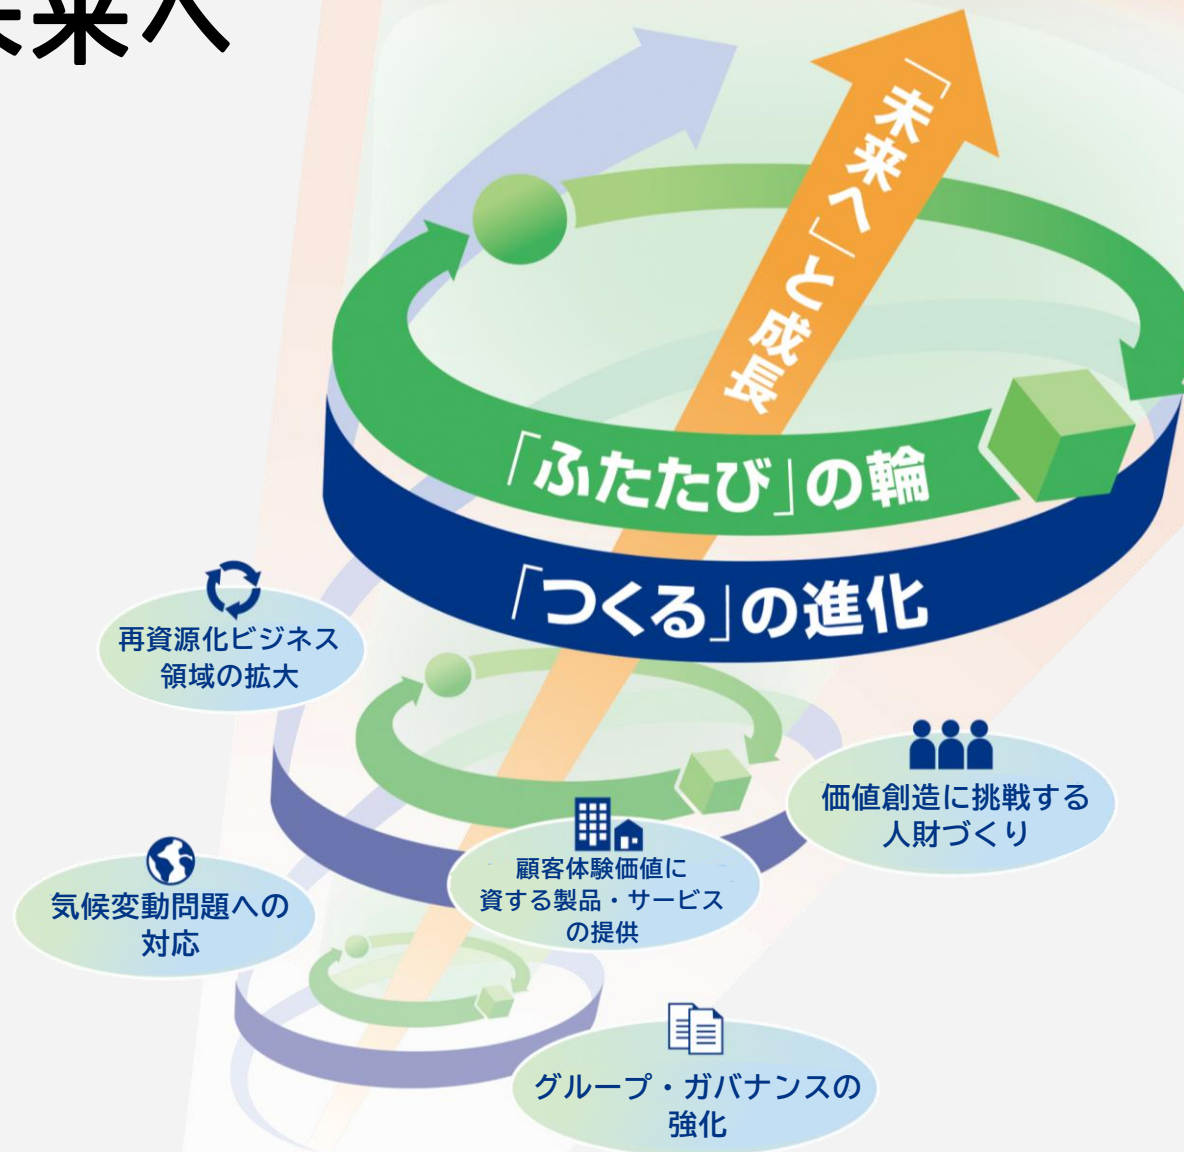 未来へ
「未来へ」と成長
「ふたたび」の輪
「つくる」の進化
再資源化ビジネス
領域の拡大
価値創造に挑戦する
人財づくり
顧客体験価値に
資する製品・サービス
の提供
気候変動問題への
対応
グループ・ガバナンスの
強化